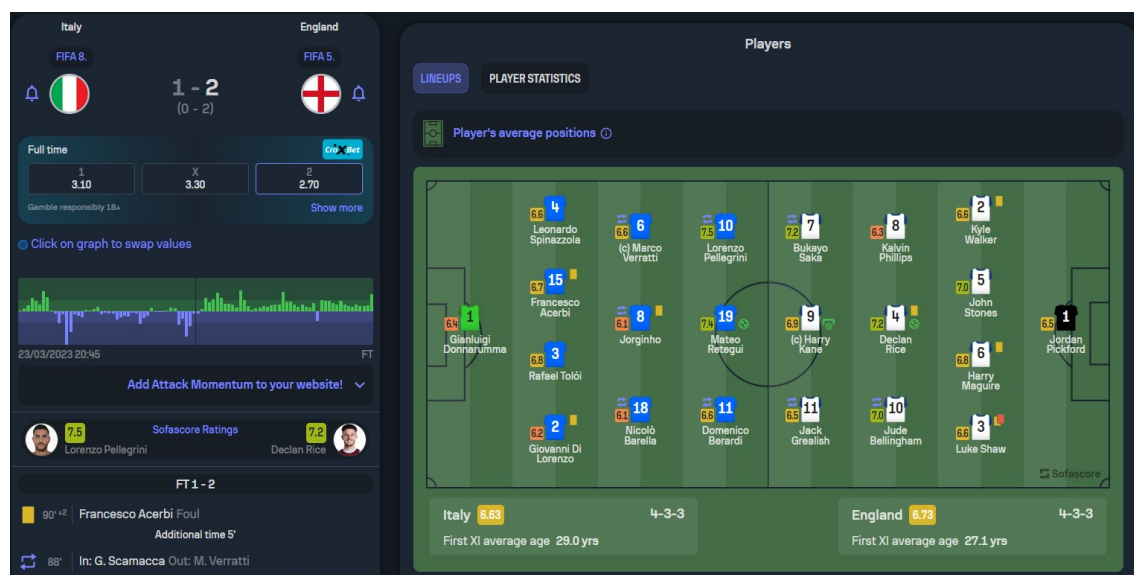 Italy
England
FIFA 8.
FIFA 5.
1 - 2
(0 - 2)
Full time
CroXBet
1
3.10
X
3.30
2
2.70
Gamble responsibly 18+
Show more
Click on graph to swap values
23/03/2023 20:45
FT
Add Attack Momentum to your website!
7.5
Sofascore Ratings
7.2
Lorenzo Pellegrini
Declan Rice
FT 1 - 2
90'+2 Francesco Acerbi Foul
Additional time 5'
88' In: G. Scamacca Out: M. Verratti
Players
LINEUPS
PLAYER STATISTICS
Player's average positions
1
6.4
Gianluigi
Donnarumma
4
6.6
Leonardo
Spinazzola
15
6.7
Francesco
Acerbi
3
6.8
Rafael Tolói
2
6.2
Giovanni Di
Lorenzo
6
6.6
(c) Marco
Verratti
8
6.1
Jorginho
18
6.1
Nicolò
Barella
10
7.5
Lorenzo
Pellegrini
19
7.4
Mateo
Retegui
11
6.6
Domenico
Berardi
7
7.2
Bukayo
Saka
9
6.9
(c) Harry
Kane
11
6.5
Jack
Grealish
8
6.3
Kalvin
Phillips
4
7.2
Declan
Rice
10
7.0
Jude
Bellingham
2
6.6
Kyle
Walker
5
7.0
John
Stones
6
6.8
Harry
Maguire
3
6.6
Luke Shaw
1
6.5
Jordan
Pickford
Sofascore
Italy 6.63
4-3-3
First XI average age 29.0 yrs
England 6.73
4-3-3
First XI average age 27.1 yrs